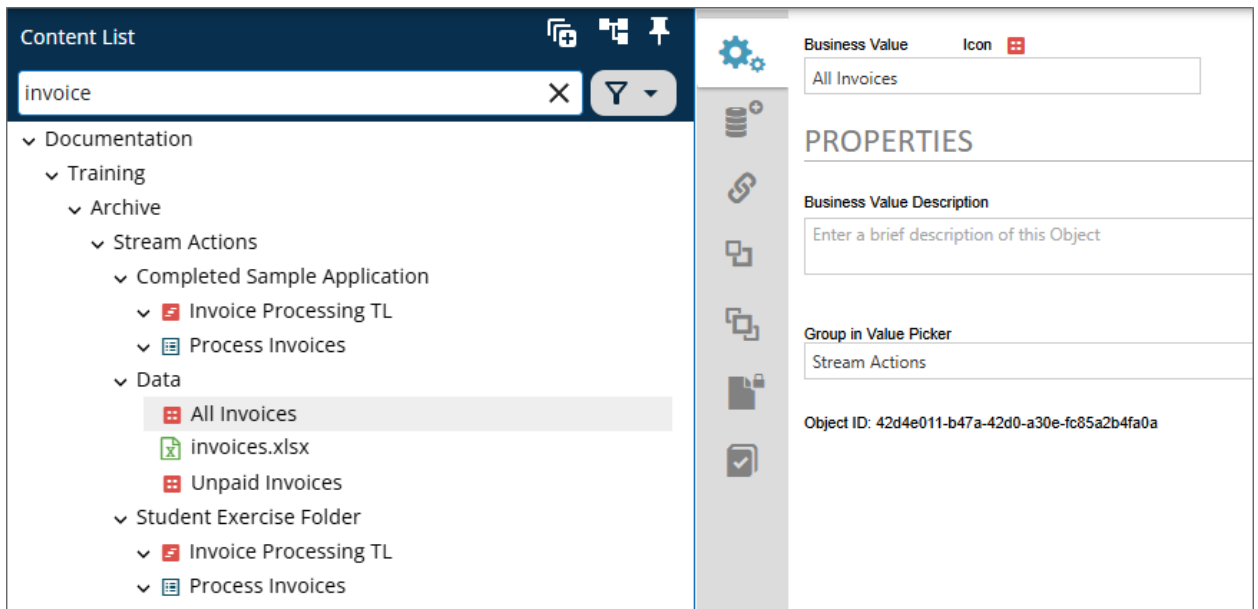 Content List
invoice
Documentation
Training
Archive
Stream Actions
Completed Sample Application
Invoice Processing TL
Process Invoices
Data
All Invoices
invoices.xlsx
Unpaid Invoices
Student Exercise Folder
Invoice Processing TL
Process Invoices
Business Value Icon
All Invoices
PROPERTIES
Business Value Description
Enter a brief description of this Object
Group in Value Picker
Stream Actions
Object ID: 42d4e011-b47a-42d0-a30e-fc85a2b4fa0a